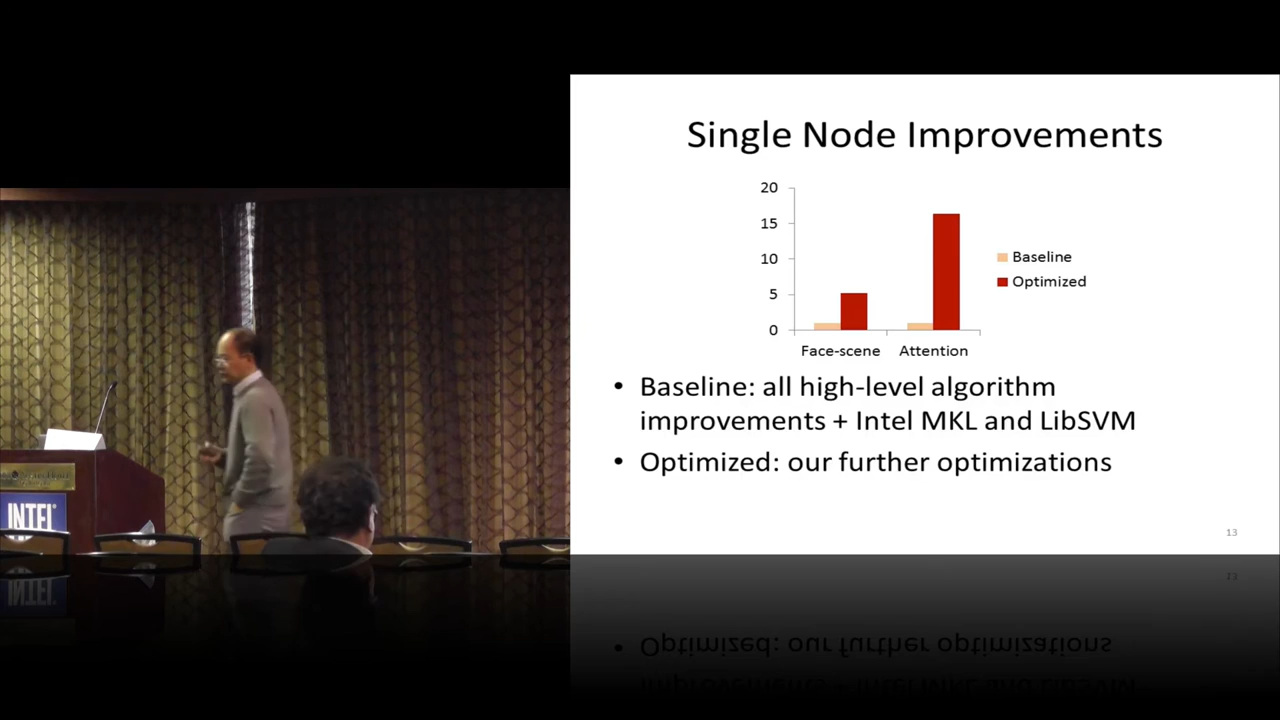 Single Node Improvements
20
15
10
5
0
Face-scene
Attention
Baseline
Optimized
• Baseline: all high-level algorithm
improvements + Intel MKL and LibSVM
• Optimized: our further optimizations
13
INTEL